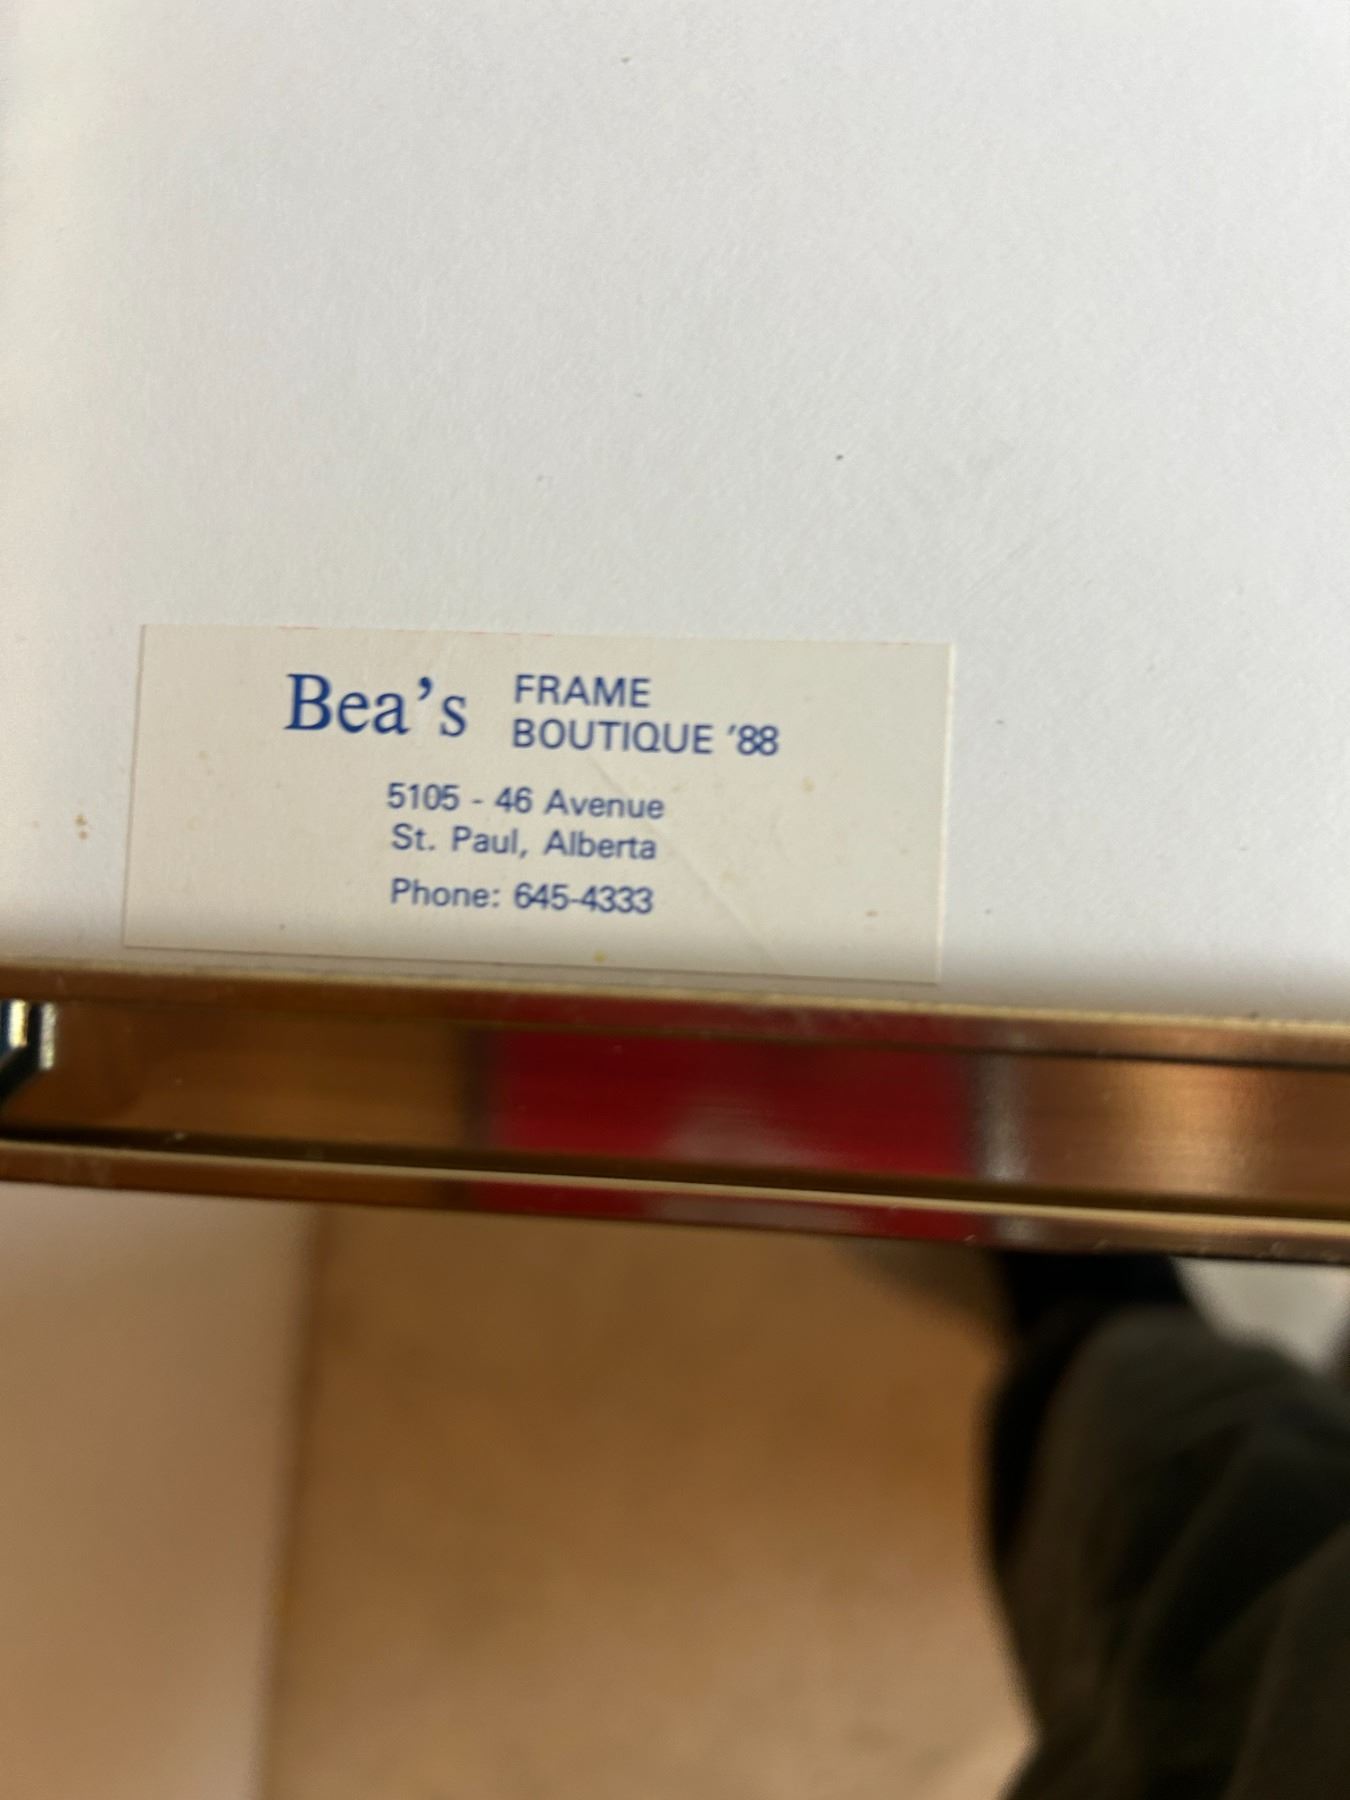 Bea's FRAME
BOUTIQUE '88
5105 - 46 Avenue
St. Paul, Alberta
Phone: 645-4333